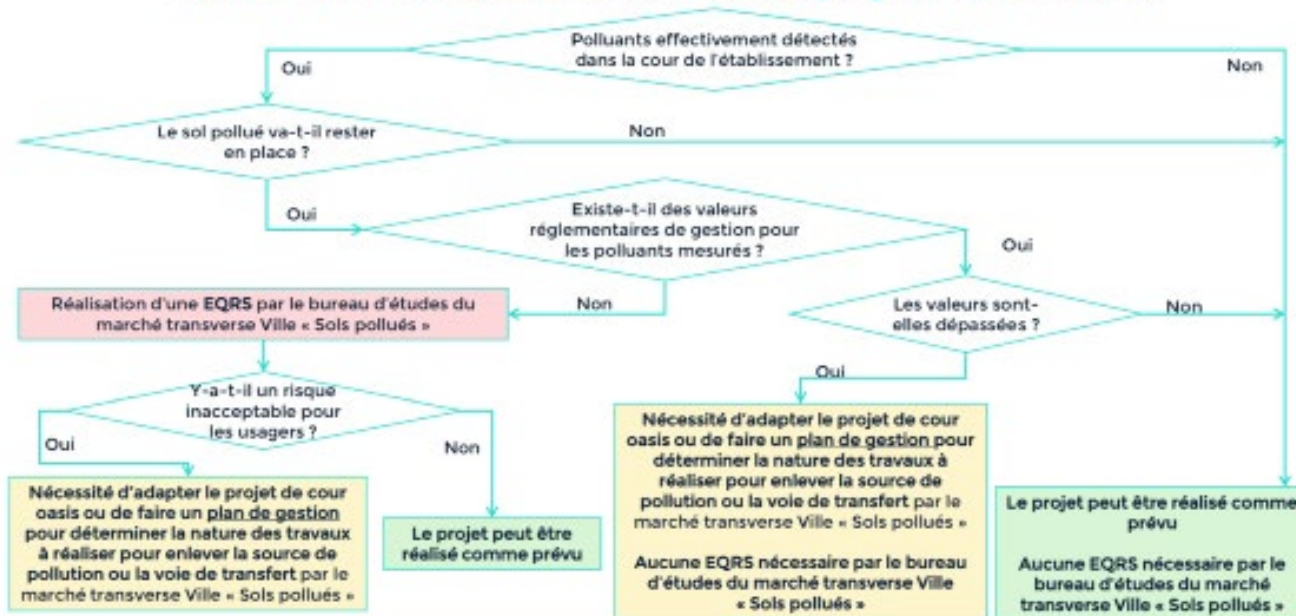 Polluants effectivement détectés
dans la cour de l'établissement ?
Oui
Non
Le sol pollué va-t-il rester
en place ?
Non
Oui
Existe-t-il des valeurs
réglementaires de gestion pour
les polluants mesurés ?
Oui
Réalisation d'une EQRS par le bureau d'études du
marché transverse Ville « Sols pollués »
Non
Les valeurs sont-
elles dépassées ?
Non
Oui
Y-a-t-il un risque
inacceptable pour
les usagers ?
Oui
Non
Nécessité d'adapter le projet de cour
oasis ou de faire un plan de gestion
pour déterminer la nature des travaux
à réaliser pour enlever la source de
pollution ou la voie de transfert par le
marché transverse Ville « Sols pollués »
Le projet peut être
réalisé comme prévu
Nécessité d'adapter le projet de cour
oasis ou de faire un plan de gestion pour
déterminer la nature des travaux à
réaliser pour enlever la source de
pollution ou la voie de transfert par le
marché transverse Ville « Sols pollués »
Aucune EQRS nécessaire par le bureau
d'études du marché transverse Ville
« Sols pollués »
Le projet peut être réalisé comme
prévu
Aucune EQRS nécessaire par le
bureau d'études du marché
transverse Ville « Sols pollués »